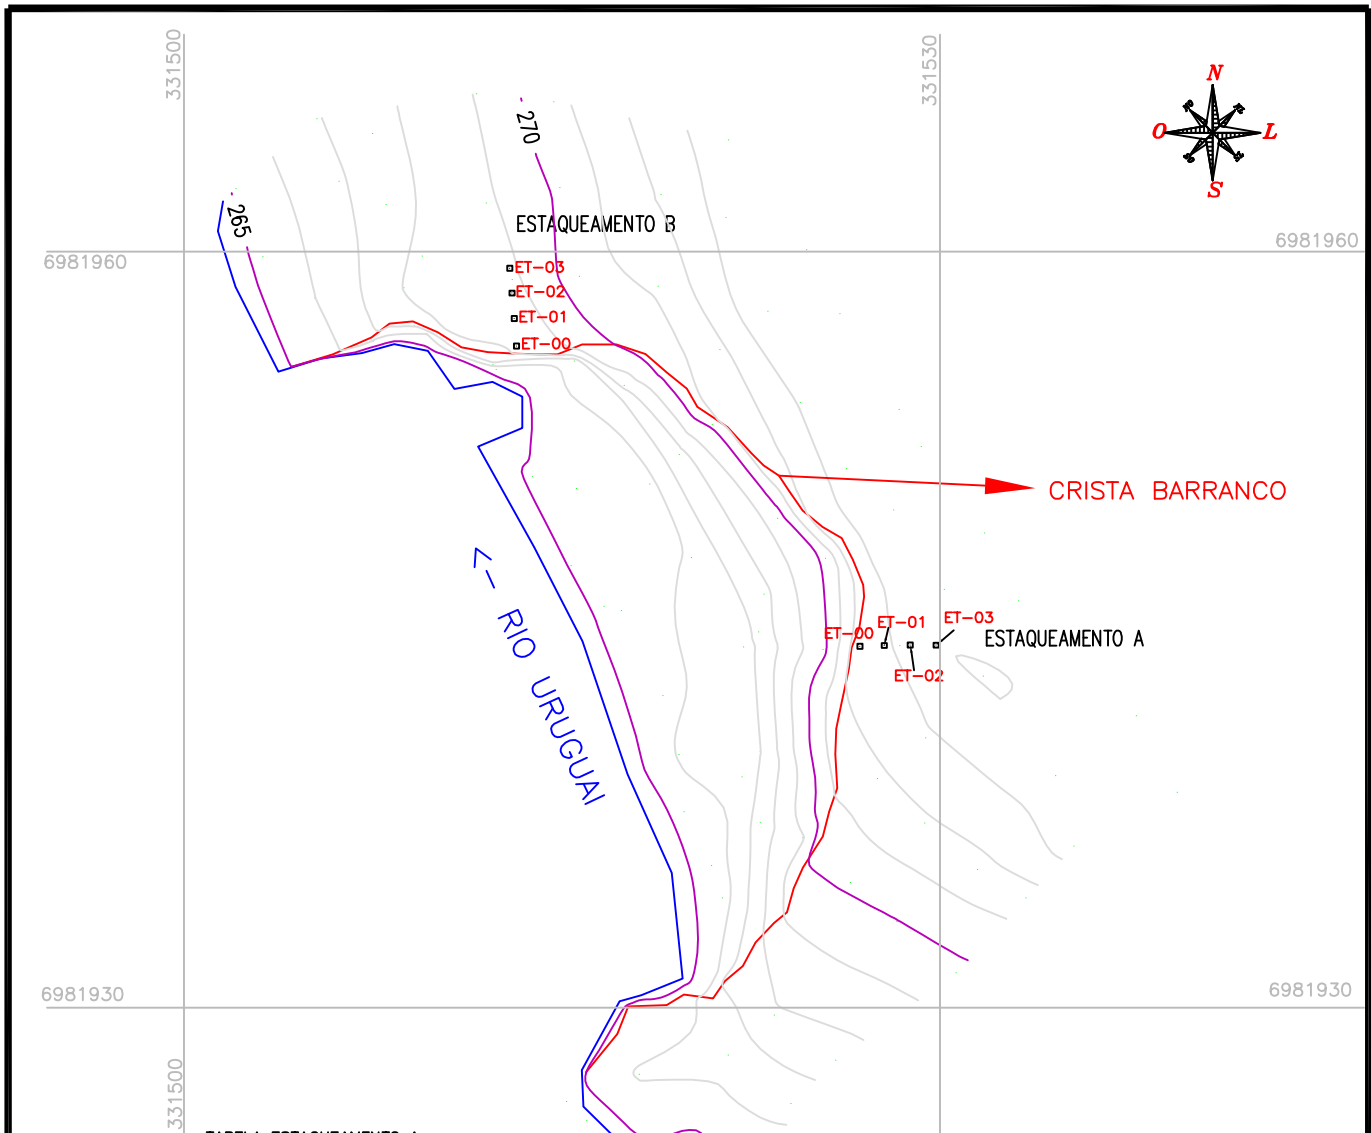 331500
331530
N
O
L
S
270
265
ESTAQUEAMENTO B
6981960
6981960
ET-03
ET-02
ET-01
ET-00
CRISTA BARRANCO
<- RIO URUGUAI
ET-00
ET-01
ET-03
ET-02
ESTAQUEAMENTO A
6981930
6981930
331500